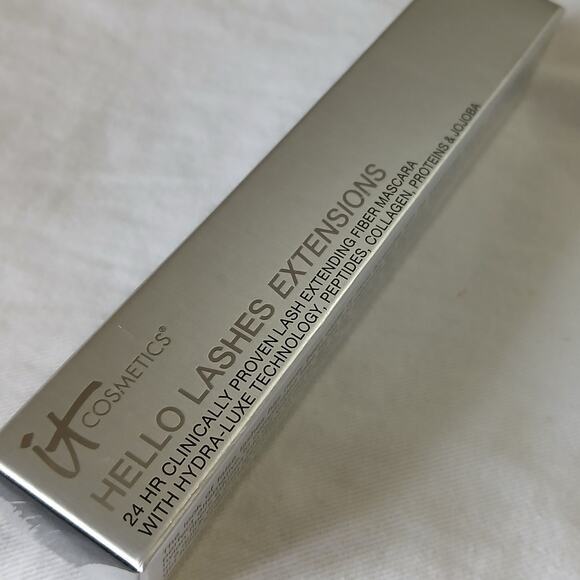 it
COSMETICS®
HELLO LASHES EXTENSIONS
24 HR CLINICALLY PROVEN LASH EXTENDING FIBER MASCARA
WITH HYDRA-LUXE TECHNOLOGY, PEPTIDES, COLLAGEN, PROTEINS & JOJOBA